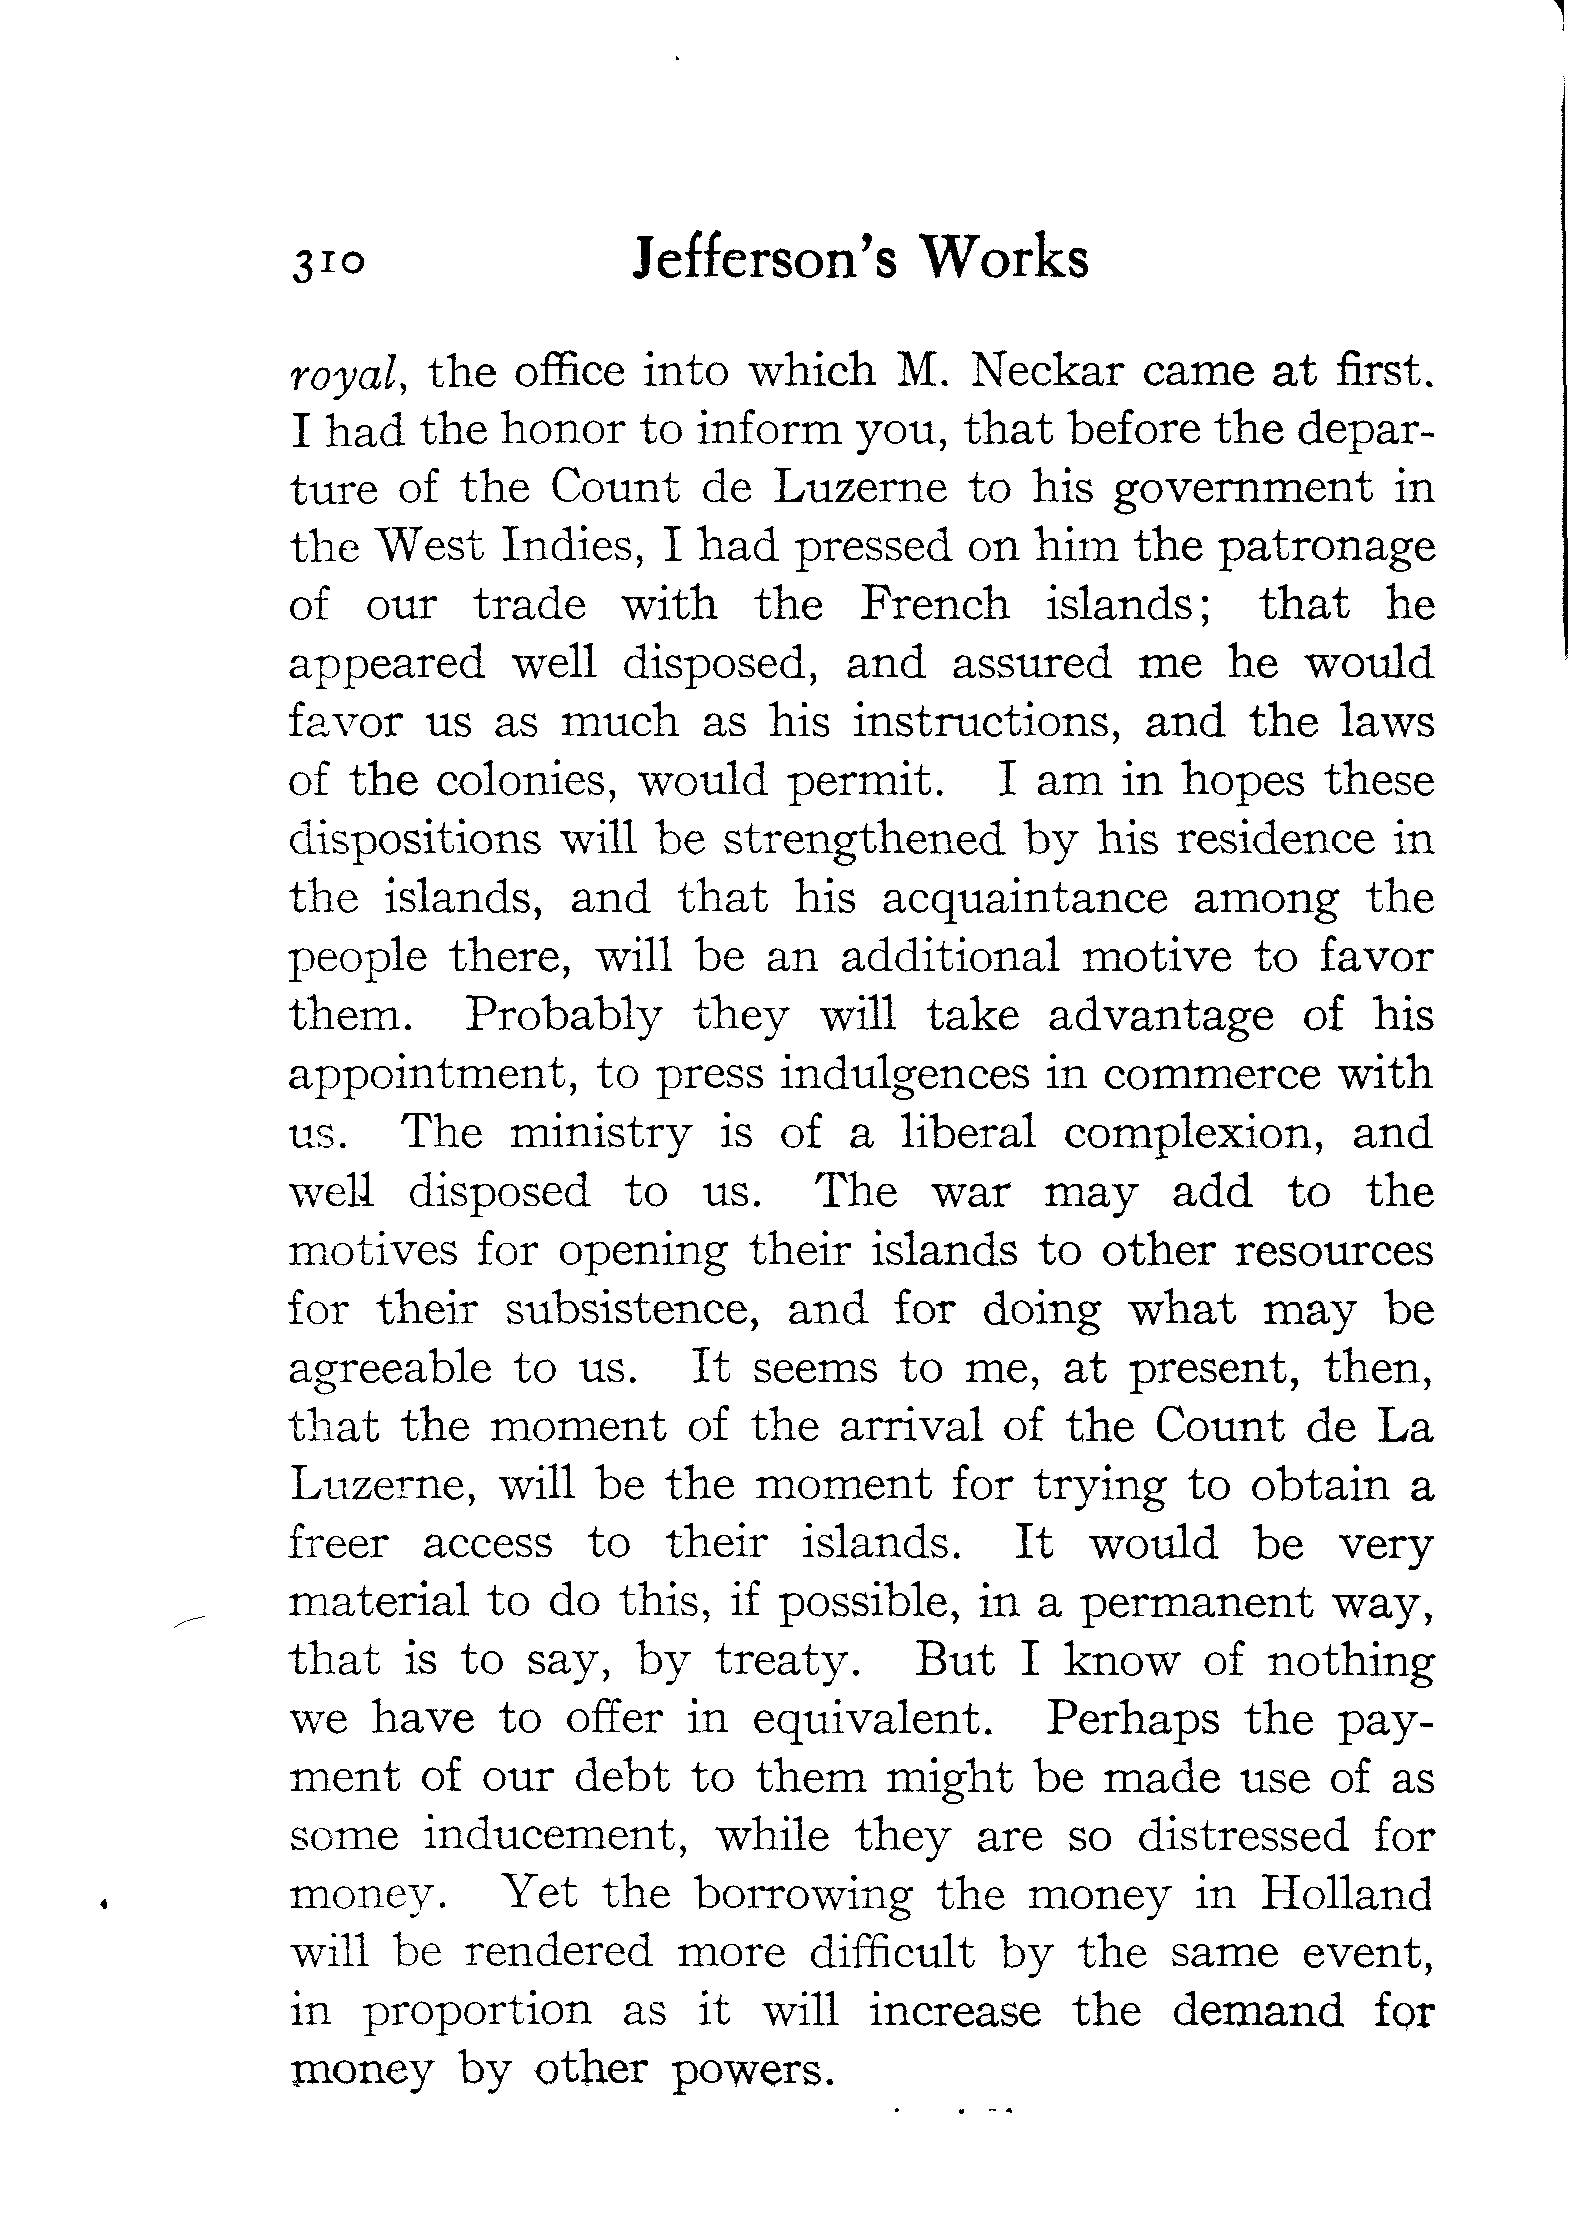 310 Jefferson's Works
royal, the office into which M. Neckar came at first.
I had the honor to inform you, that before the depar-
ture of the Count de Luzerne to his government in
the West Indies, I had pressed on him the patronage
of our trade with the French islands; that he
appeared well disposed, and assured me he would
favor us as much as his instructions, and the laws
of the colonies, would permit. I am in hopes these
dispositions will be strengthened by his residence in
the islands, and that his acquaintance among the
people there, will be an additional motive to favor
them. Probably they will take advantage of his
appointment, to press indulgences in commerce with
us. The ministry is of a liberal complexion, and
well disposed to us. The war may add to the
motives for opening their islands to other resources
for their subsistence, and for doing what may be
agreeable to us. It seems to me, at present, then,
that the moment of the arrival of the Count de La
Luzerne, will be the moment for trying to obtain a
freer access to their islands. It would be very
material to do this, if possible, in a permanent way,
that is to say, by treaty. But I know of nothing
we have to offer in equivalent. Perhaps the pay-
ment of our debt to them might be made use of as
some inducement, while they are so distressed for
money. Yet the borrowing the money in Holland
will be rendered more difficult by the same event,
in proportion as it will increase the demand for
money by other powers.